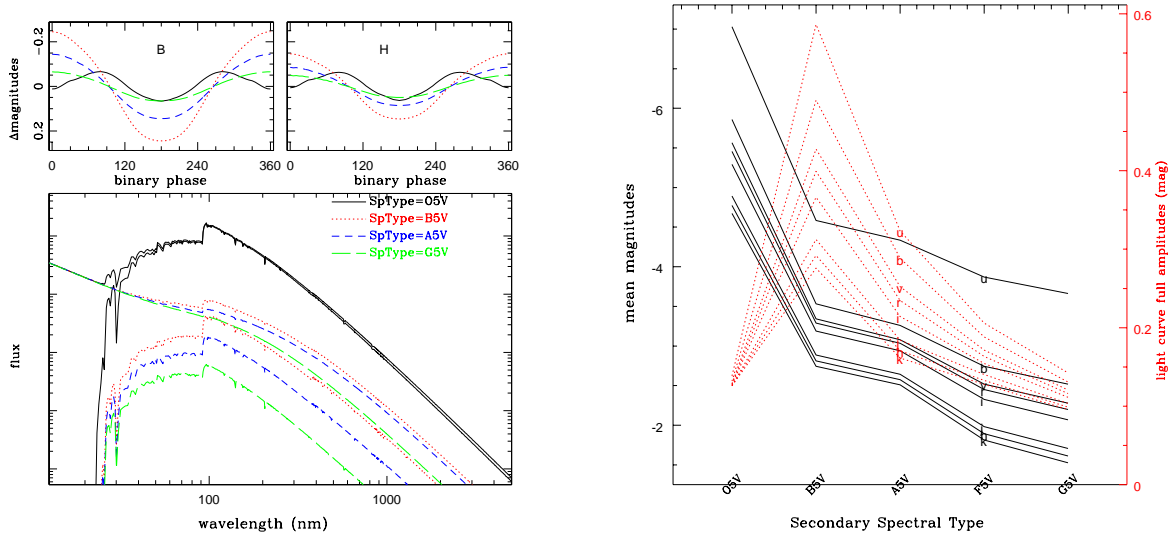 B
H
Δmagnitudes
-0.2
0
0.2
0
120
240
360
0
120
240
360
binary phase
binary phase
SpType=O5V
SpType=B5V
SpType=A5V
SpType=G5V
flux
100
1000
wavelength (nm)
mean magnitudes
-6
-4
-2
u
b
v
r
i
j
h
k
u
b
v
r
i
j
h
k
0.6
0.4
0.2
0
light curve full amplitudes (mag)
O5V
B5V
A5V
F5V
G5V
Secondary Spectral Type